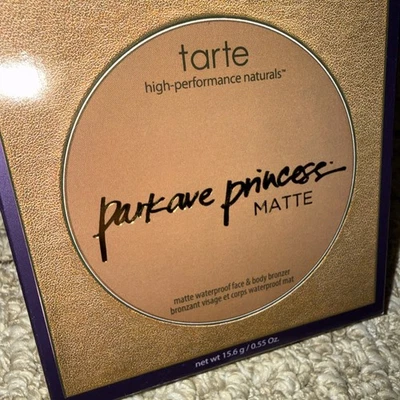 tarte
high-performance naturals™
park ave princess
MATTE
matte waterproof face & body bronzer
bronzant visage et corps waterproof mat
net wt 15.6 g / 0.55 Oz.